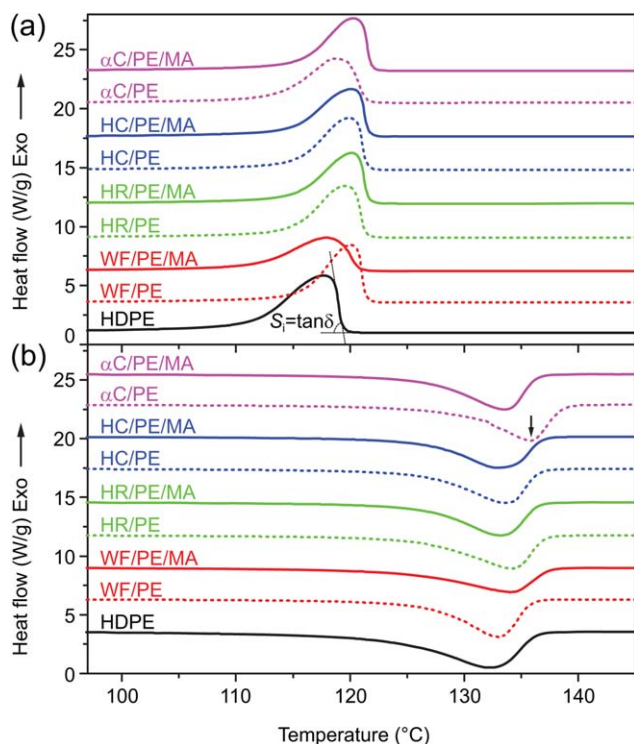 (a)
25
20
15
10
5
0
Heat flow (W/g) Exo
αC/PE/MA
αC/PE
HC/PE/MA
HC/PE
HR/PE/MA
HR/PE
WF/PE/MA
WF/PE
HDPE
Si=tanδ
(b)
25
20
15
10
5
0
Heat flow (W/g) Exo
αC/PE/MA
αC/PE
HC/PE/MA
HC/PE
HR/PE/MA
HR/PE
WF/PE/MA
WF/PE
HDPE
100 110 120 130 140
Temperature (°C)